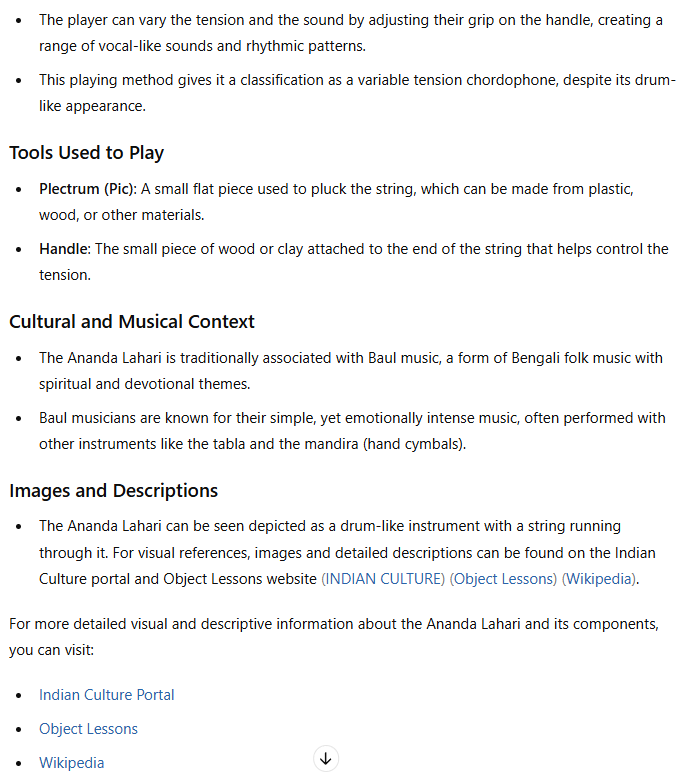 • The player can vary the tension and the sound by adjusting their grip on the handle, creating a
range of vocal-like sounds and rhythmic patterns.
• This playing method gives it a classification as a variable tension chordophone, despite its drum-
like appearance.
Tools Used to Play
• Plectrum (Pic): A small flat piece used to pluck the string, which can be made from plastic,
wood, or other materials.
• Handle: The small piece of wood or clay attached to the end of the string that helps control the
tension.
Cultural and Musical Context
• The Ananda Lahari is traditionally associated with Baul music, a form of Bengali folk music with
spiritual and devotional themes.
• Baul musicians are known for their simple, yet emotionally intense music, often performed with
other instruments like the tabla and the mandira (hand cymbals).
Images and Descriptions
• The Ananda Lahari can be seen depicted as a drum-like instrument with a string running
through it. For visual references, images and detailed descriptions can be found on the Indian
Culture portal and Object Lessons website (INDIAN CULTURE) (Object Lessons) (Wikipedia).
For more detailed visual and descriptive information about the Ananda Lahari and its components,
you can visit:
• Indian Culture Portal
• Object Lessons
• Wikipedia